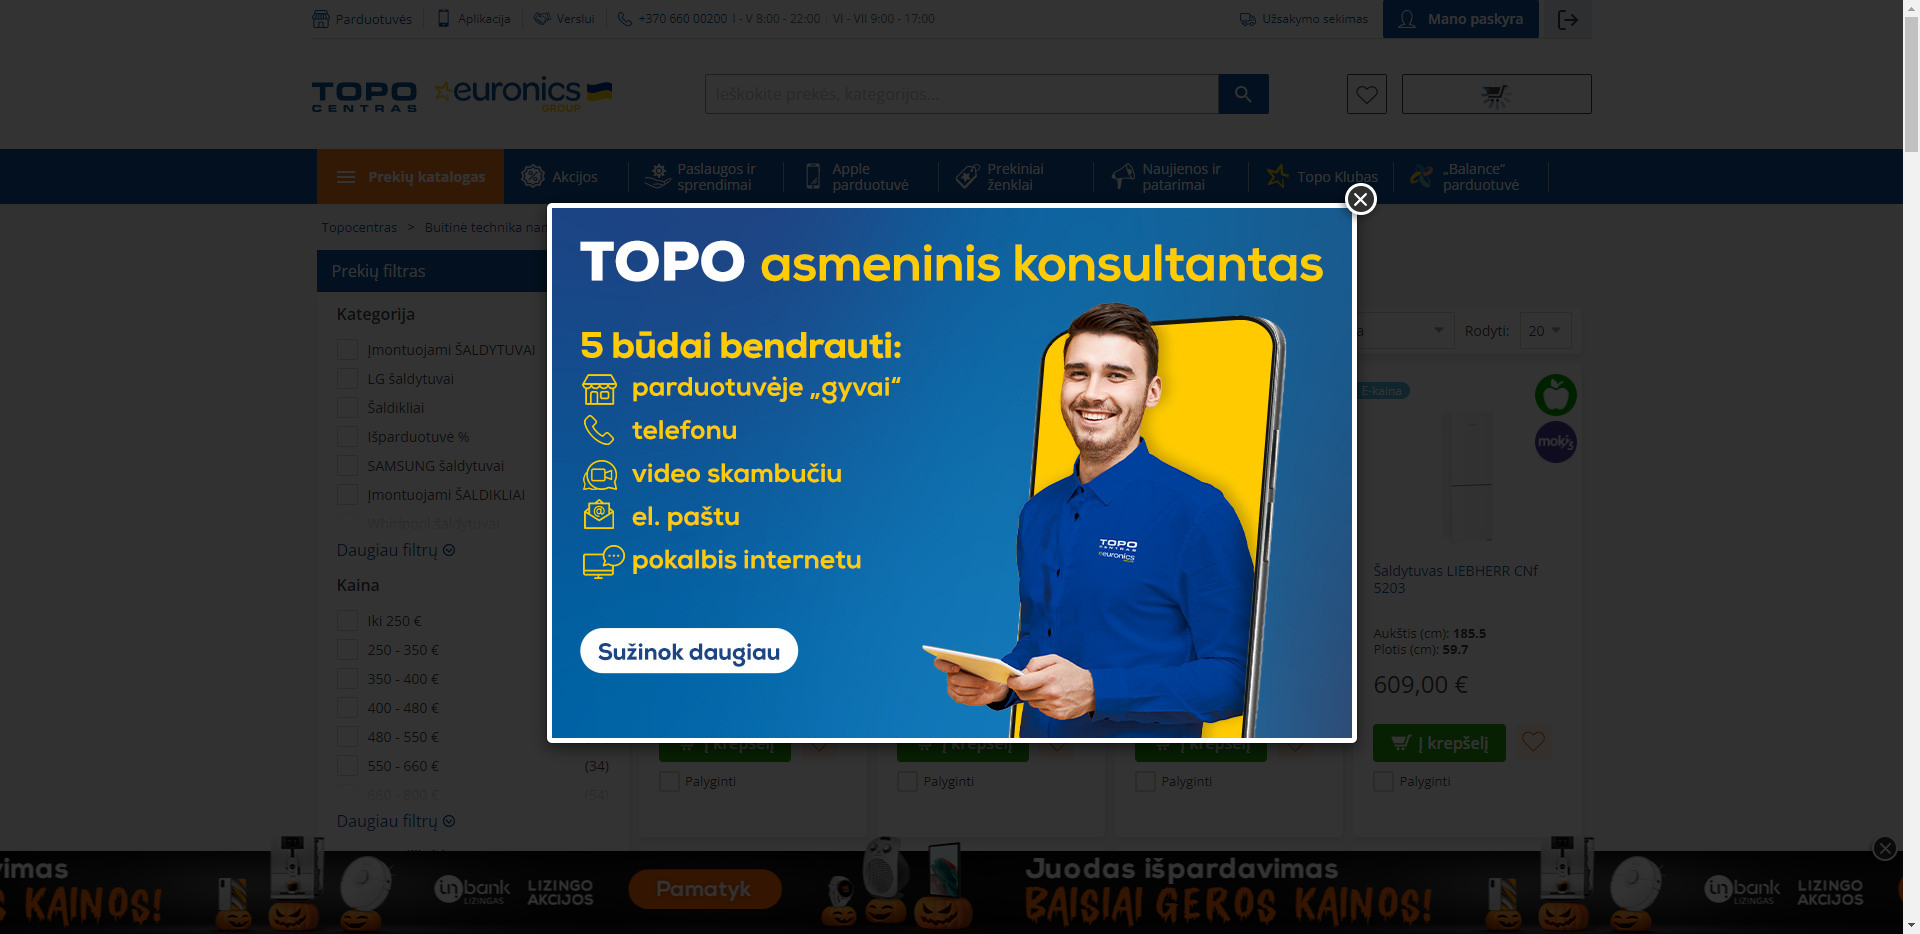 Parduotuvės
Aplikacija
Verslui
+370 660 00200 I - V 8:00 - 22:00 | VI - VII 9:00 - 17:00
Užsakymo sekimas
Mano paskyra
TOPO
CENTRAS
euronics
GROUP
Ieškokite prekės, kategorijos...
Prekių katalogas
Akcijos
Paslaugos ir
sprendimai
Apple
parduotuvė
Prekiniai
ženklai
Naujienos ir
patarimai
Topo Klubas
„Balance“
parduotuvė
Topocentras > Buitinė technika
Prekių filtras
Kategorija
Įmontuojami ŠALDYTUVAI
LG šaldytuvai
Šaldikliai
Išparduotuvė %
SAMSUNG šaldytuvai
Įmontuojami ŠALDIKLIAI
Whirlpool šaldytuvai
Daugiau filtrų
Kaina
Iki 250 €
250 - 350 €
350 - 400 €
400 - 480 €
480 - 550 €
550 - 660 € (34)
660 - 800 € (54)
Daugiau filtrų
TOPO asmeninis konsultantas
5 būdai bendrauti:
parduotuvėje „gyvai“
telefonu
video skambučiu
el. paštu
pokalbis internetu
Sužinok daugiau
TOPO
CENTRAS
euronics
Rodyti: 20
E-kaina
mok3
Šaldytuvas LIEBHERR CNf
5203
Aukštis (cm): 185.5
Plotis (cm): 59.7
609,00 €
Į krepšelį
Į krepšelį
Į krepšelį
Į krepšelį
Palyginti
Palyginti
Palyginti
Palyginti
vimas
S KAINOS!
inbank
LIZINGAS
LIZINGO
AKCIJOS
Pamatyk
Juodas išpardavimas
BAISIAI GEROS KAINOS!
inbank
LIZINGAS
LIZINGO
AKCIJOS